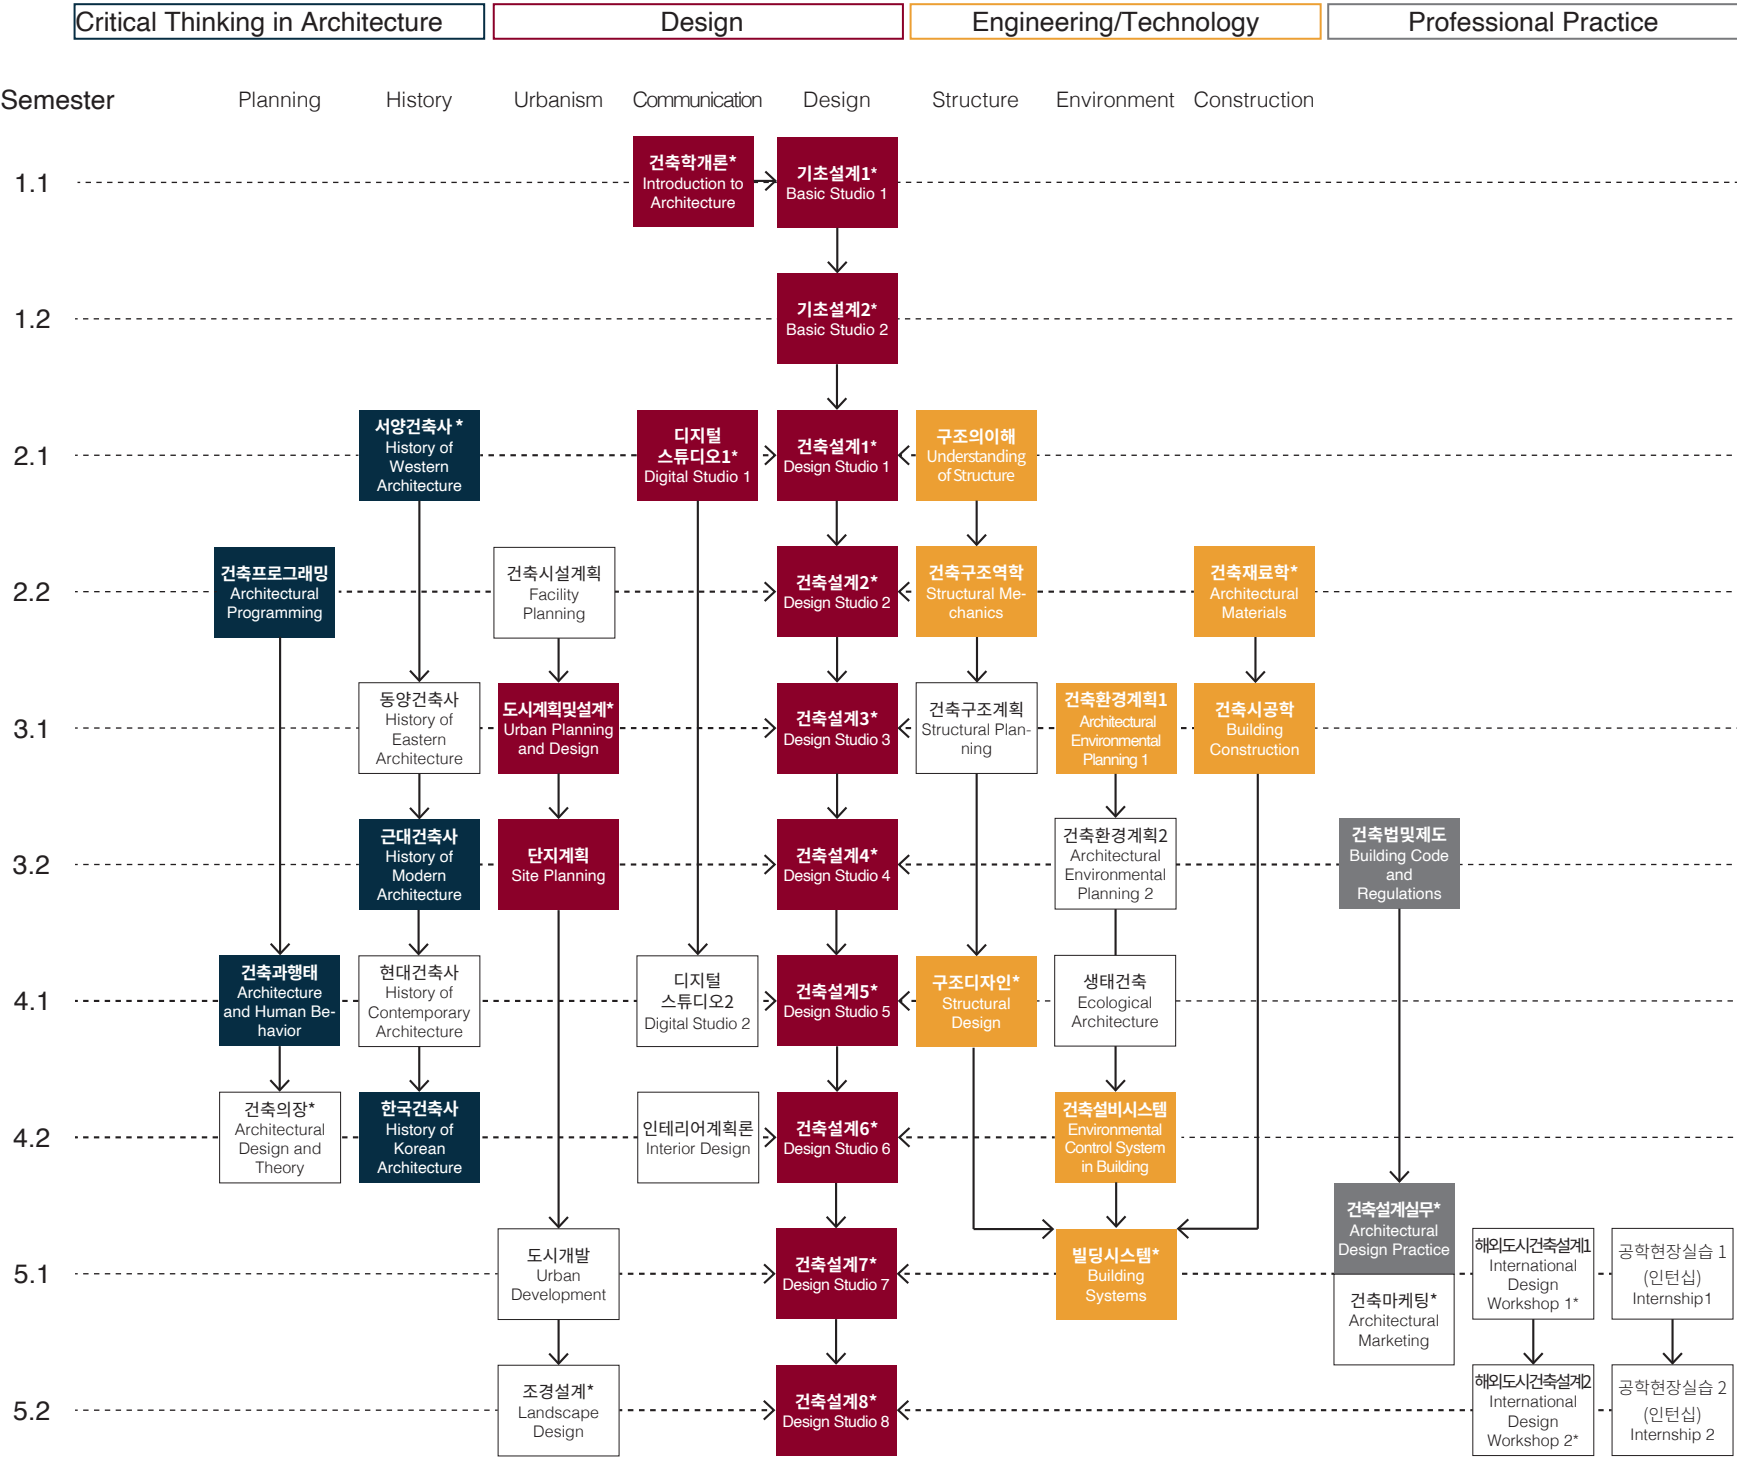 Critical Thinking in Architecture
Design
Engineering/Technology
Professional Practice
Semester
Planning
History
Urbanism
Communication
Design
Structure
Environment
Construction
1.1
건축학개론*
Introduction to
Architecture
기초설계1*
Basic Studio 1
1.2
기초설계2*
Basic Studio 2
2.1
서양건축사 *
History of
Western
Architecture
디지털
스튜디오1*
Digital Studio 1
건축설계1*
Design Studio 1
구조의이해
Understanding
of Structure
2.2
건축프로그래밍
Architectural
Programming
건축시설계획
Facility
Planning
건축설계2*
Design Studio 2
건축구조역학
Structural Me-
chanics
건축재료학*
Architectural
Materials
3.1
동양건축사
History of
Eastern
Architecture
도시계획및설계*
Urban Planning
and Design
건축설계3*
Design Studio 3
건축구조계획
Structural Plan-
ning
건축환경계획1
Architectural
Environmental
Planning 1
건축시공학
Building
Construction
3.2
근대건축사
History of
Modern
Architecture
단지계획
Site Planning
건축설계4*
Design Studio 4
건축환경계획2
Architectural
Environmental
Planning 2
건축법및제도
Building Code
and
Regulations
4.1
건축과행태
Architecture
and Human Be-
havior
현대건축사
History of
Contemporary
Architecture
디지털
스튜디오2
Digital Studio 2
건축설계5*
Design Studio 5
구조디자인*
Structural
Design
생태건축
Ecological
Architecture
4.2
건축의장*
Architectural
Design and
Theory
한국건축사
History of
Korean
Architecture
인테리어계획론
Interior Design
건축설계6*
Design Studio 6
건축설비시스템
Environmental
Control System
in Building
5.1
도시개발
Urban
Development
건축설계7*
Design Studio 7
빌딩시스템*
Building
Systems
건축설계실무*
Architectural
Design Practice
건축마케팅*
Architectural
Marketing
해외도시건축설계1
International
Design
Workshop 1*
공학현장실습 1
(인턴십)
Internship1
5.2
조경설계*
Landscape
Design
건축설계8*
Design Studio 8
해외도시건축설계2
International
Design
Workshop 2*
공학현장실습 2
(인턴십)
Internship 2